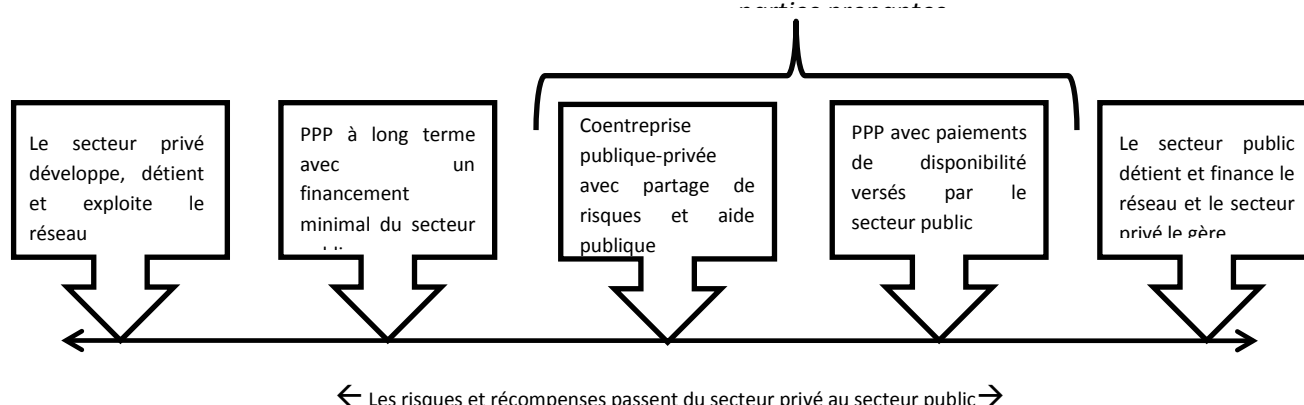 parties prenantes
Le secteur privé
développe, détient
et exploite le
réseau
PPP à long terme
avec un
financement
minimal du secteur
Coentreprise
publique-privée
avec partage de
risques et aide
publique
PPP avec paiements
de disponibilité
versés par le
secteur public
Le secteur public
détient et finance le
réseau et le secteur
privé le gère
← Les risques et récompenses passent du secteur privé au secteur public →